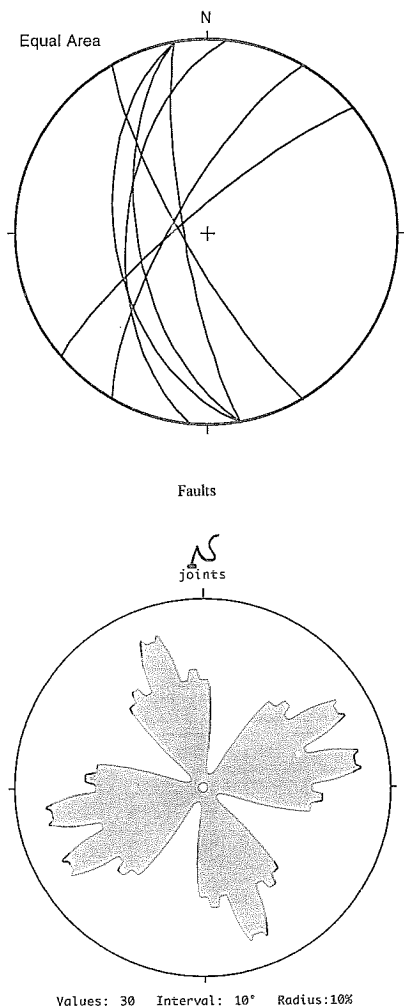 N
Equal Area
Faults
N
joints
Values: 30 Interval: 10° Radius:10%